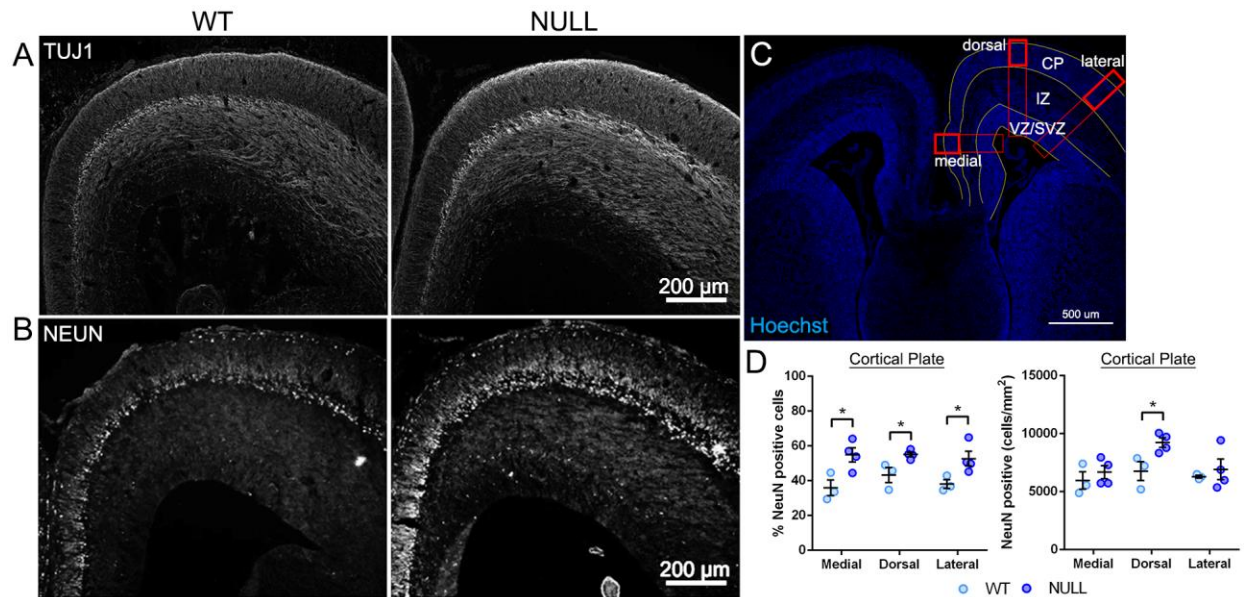 WT
NULL
A
TUJ1
200 µm
B
NEUN
200 µm
C
dorsal
lateral
CP
IZ
VZ/SVZ
medial
Hoechst
500 um
D
Cortical Plate
% NeuN positive cells
100
80
60
40
20
0
*
*
*
Medial Dorsal Lateral
Cortical Plate
NeuN positive (cells/mm²)
15000
10000
5000
0
*
Medial Dorsal Lateral
WT NULL